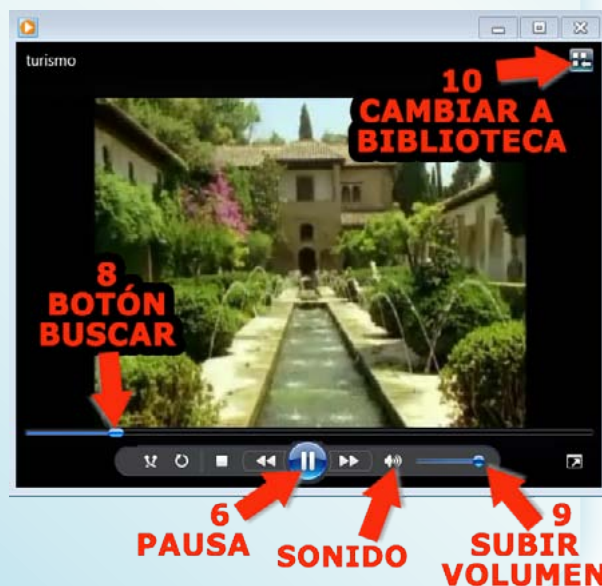 turismo
10
CAMBIAR A
BIBLIOTECA
8
BOTÓN
BUSCAR
6
PAUSA
SONIDO
9
SUBIR
VOLUMEN